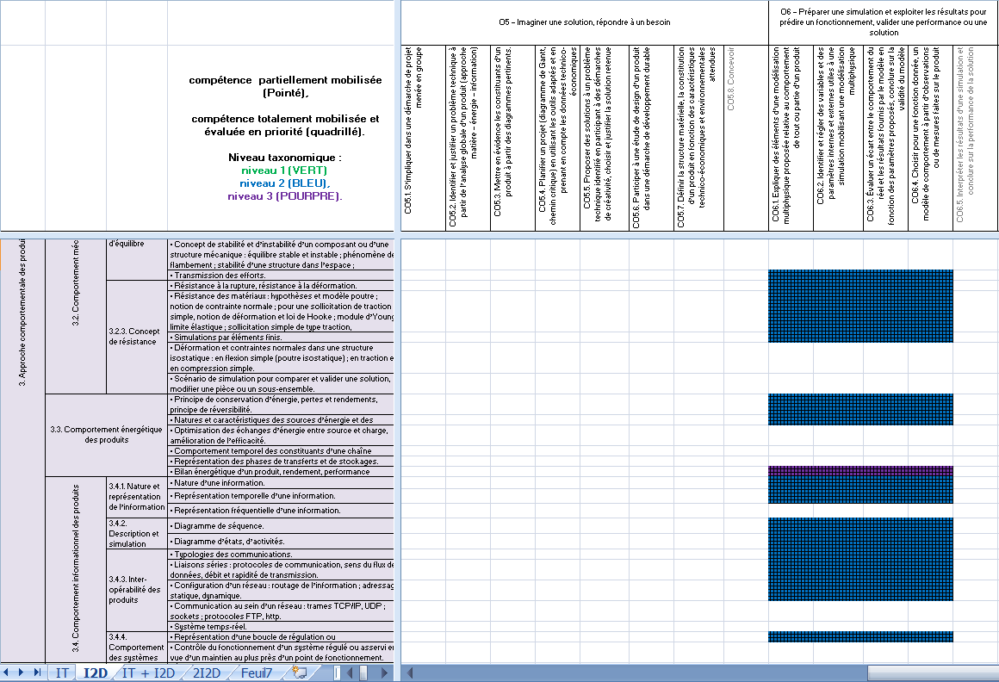 compétence partiellement mobilisée
(Pointé),
compétence totalement mobilisée et
évaluée en priorité (quadrillé).
Niveau taxonomique :
niveau 1 (VERT)
niveau 2 (BLEU),
niveau 3 (POURPRE).
O5 – Imaginer une solution, répondre à un besoin
O6 – Préparer une simulation et exploiter les résultats pour
prédire un fonctionnement, valider une performance ou une
solution
CO5.1. S'impliquer dans une démarche de projet
menée en groupe
CO5.2. Identifier et justifier un problème technique à
partir de l'analyse globale d'un produit (approche
matière – énergie – information)
CO5.3. Mettre en évidence les constituants d'un
produit à partir des diagrammes pertinents.
CO5.4. Planifier un projet (diagramme de Gantt,
chemin critique) en utilisant les outils adaptés et en
prenant en compte les données technico-
économiques
CO5.5. Proposer des solutions à un problème
technique identifié en participant à des démarches
de créativité, choisir et justifier la solution retenue
CO5.6. Participer à une étude de design d'un produit
dans une démarche de développement durable
CO5.7. Définir la structure matérielle, la constitution
d'un produit en fonction des caractéristiques
technico-économiques et environnementales
attendues
CO5.8. Concevoir
CO6.1. Expliquer des éléments d'une modélisation
multiphysique proposée relative au comportement
de tout ou partie d'un produit
CO6.2. Identifier et régler des variables et des
paramètres internes et externes utiles à une
simulation mobilisant une modélisation
multiphysique
CO6.3. Évaluer un écart entre le comportement du
réel et les résultats fournis par le modèle en
fonction des paramètres proposés, conclure sur la
validité du modèle
CO6.4. Choisir pour une fonction donnée, un
modèle de comportement à partir d'observations
ou de mesures faites sur le produit
CO6.5. Interpréter les résultats d'une simulation et
conclure sur la performance de la solution
3. Approche comportementale des produi
3.2. Comportement méc
d'équilibre
• Concept de stabilité et d'instabilité d'un composant ou d'une
structure mécanique : équilibre stable et instable ; phénomène de
flambement ; stabilité d'une structure dans l'espace ;
• Transmission des efforts.
3.2.3. Concept
de résistance
• Résistance à la rupture, résistance à la déformation.
• Résistance des matériaux : hypothèses et modèle poutre ;
notion de contrainte normale ; pour une sollicitation de traction
simple, notion de déformation et loi de Hooke ; module d'Young
limite élastique ; sollicitation simple de type traction,
• Simulations par éléments finis.
• Déformation et contraintes normales dans une structure
isostatique : en flexion simple (poutre isostatique) ; en traction e
en compression simple.
• Scénario de simulation pour comparer et valider une solution,
modifier une pièce ou un sous-ensemble.
3.3. Comportement énergétique
des produits
• Principe de conservation d'énergie, pertes et rendements,
principe de réversibilité.
• Natures et caractéristiques des sources d'énergie et des
• Optimisation des échanges d'énergie entre source et charge,
amélioration de l'efficacité.
• Comportement temporel des constituants d'une chaîne
• Représentation des phases de transferts et de stockages.
• Bilan énergétique d'un produit, rendement, performance
3.4. Comportement informationnel des produits
3.4.1. Nature et
représentation
de l'information
• Nature d'une information.
• Représentation temporelle d'une information.
• Représentation fréquentielle d'une information.
3.4.2.
Description et
simulation
• Diagramme de séquence.
• Diagramme d'états, d'activités.
3.4.3. Inter-
opérabilité des
produits
• Typologies des communications.
• Liaisons séries : protocoles de communication, sens du flux de
données, débit et rapidité de transmission.
• Configuration d'un réseau : routage de l'information ; adressag
statique, dynamique.
• Communication au sein d'un réseau : trames TCP/IP, UDP ;
sockets ; protocoles FTP, http.
• Système temps-réel.
3.4.4.
Comportement
des systèmes
• Représentation d'une boucle de régulation ou
• Contrôle du fonctionnement d'un système régulé ou asservi en
vue d'un maintien au plus près d'un point de fonctionnement.
IT I2D IT + I2D 2I2D Feuil7